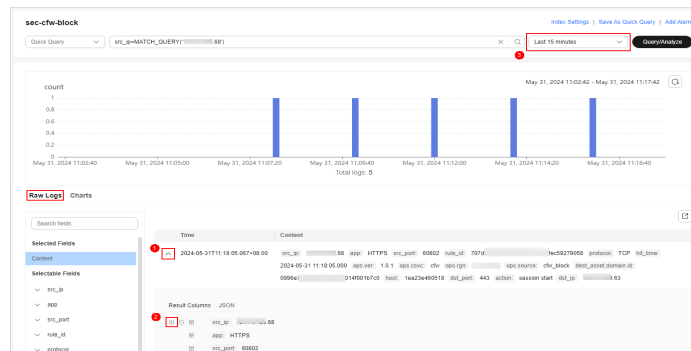 sec-cfw-block
Index Settings | Save As Quick Query | Add Alarm
Quick Query
src_ip=MATCH_QUERY(" .68')
Last 15 minutes
Query/Analyze
3
May 31, 2024 11:02:42 - May 31, 2024 11:17:42
count
1
0.8
0.6
0.4
0.2
0
May 31, 2024 11:02:40 May 31, 2024 11:05:00 May 31, 2024 11:07:20 May 31, 2024 11:09:40 May 31, 2024 11:12:00 May 31, 2024 11:14:20 May 31, 2024 11:16:40
Total logs: 5
Raw Logs Charts
Search fields.
Time Content
Selected Fields
Content
Selectable Fields
src_ip
app
src_port
rule_id
protocol
1
2024-05-31T11:18:05.067+08:00
src_ip: .68 app: HTTPS src_port: 60802 rule_id: 707d fec59279058 protocol: TCP hit_time:
2024-05-31 11:18:05.000 ops.ver: 1.0.1 ops.csvc: cfw ops.rgn: ops.source: cfw_block dest_asset.domain.id:
0996e 014f001b7c0 host: 1ea23e460518 dst_port: 443 action: session start dst_ip: .63
Result Columns JSON
2
src_ip: .68
app: HTTPS
src_port: 60802